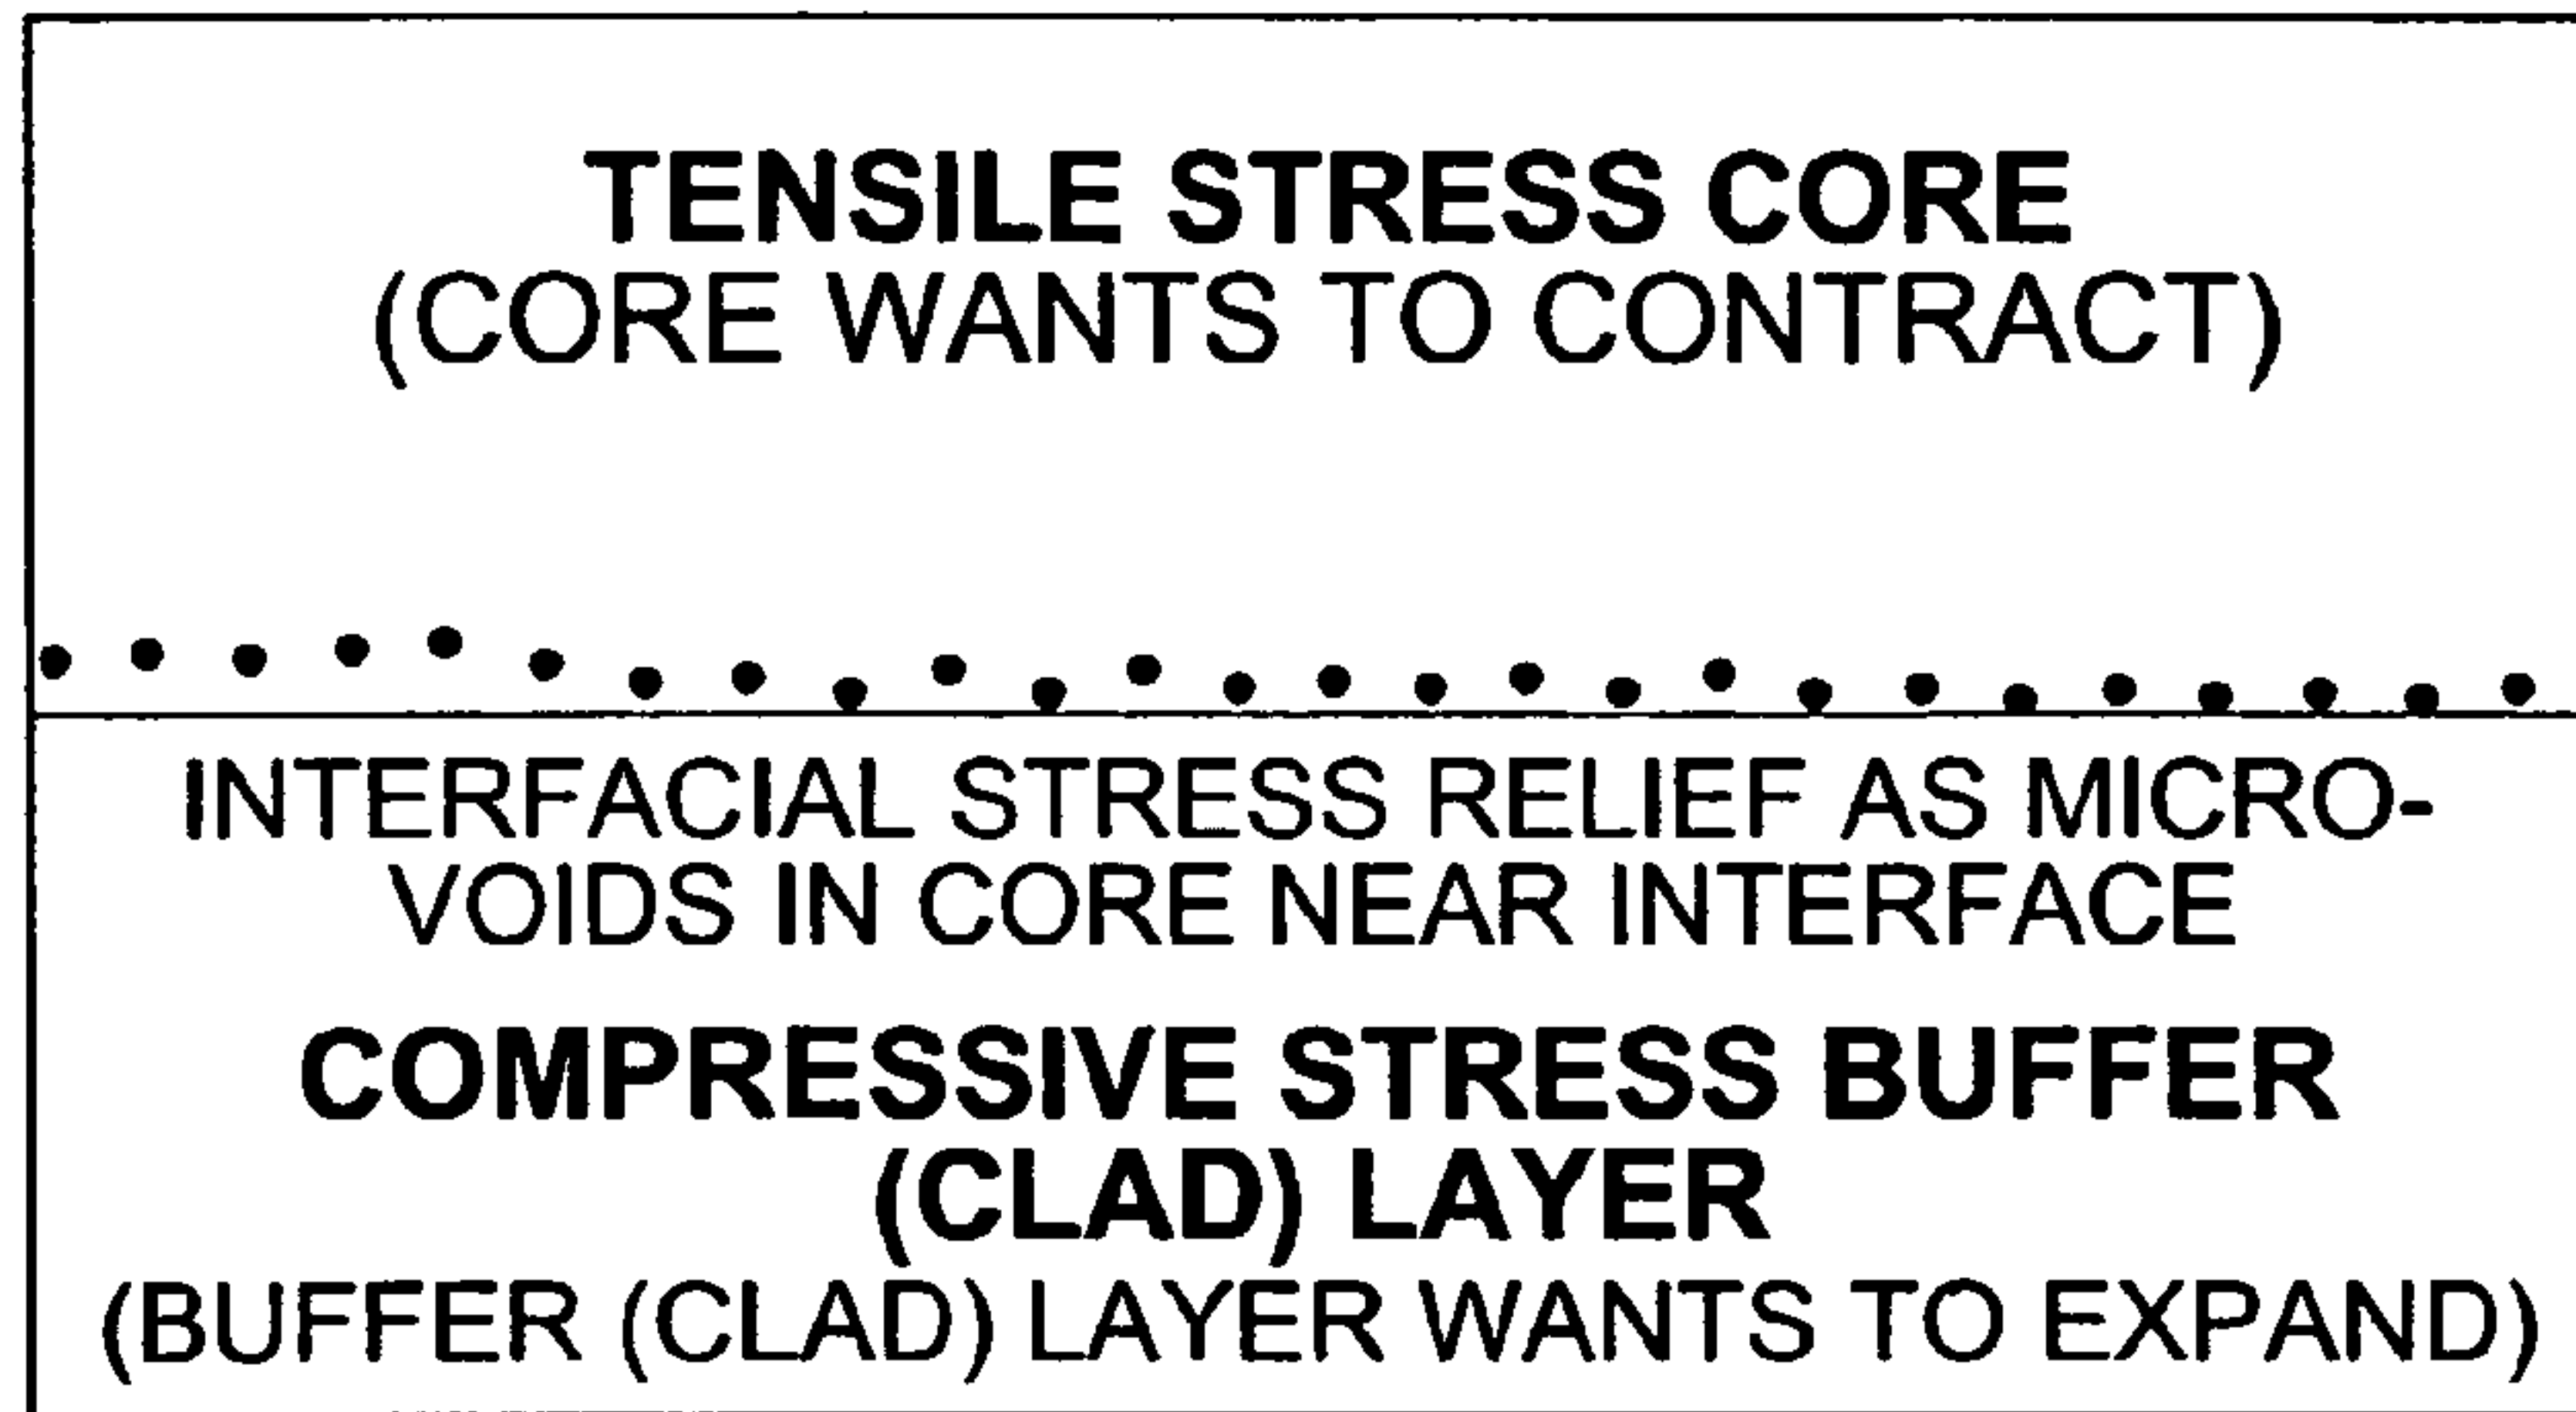 TENSILE STRESS CORE
(CORE WANTS TO CONTRACT)
INTERFACIAL STRESS RELIEF AS MICRO-
VOIDS IN CORE NEAR INTERFACE
COMPRESSIVE STRESS BUFFER
(CLAD) LAYER
(BUFFER (CLAD) LAYER WANTS TO EXPAND)